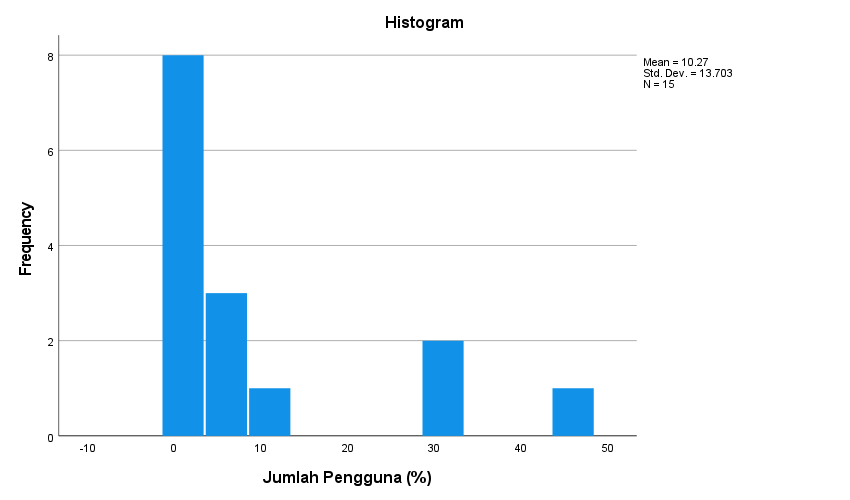 Histogram
Mean = 10.27
Std. Dev. = 13.703
N = 15
Frequency
8
6
4
2
0
-10 0 10 20 30 40 50
Jumlah Pengguna (%)